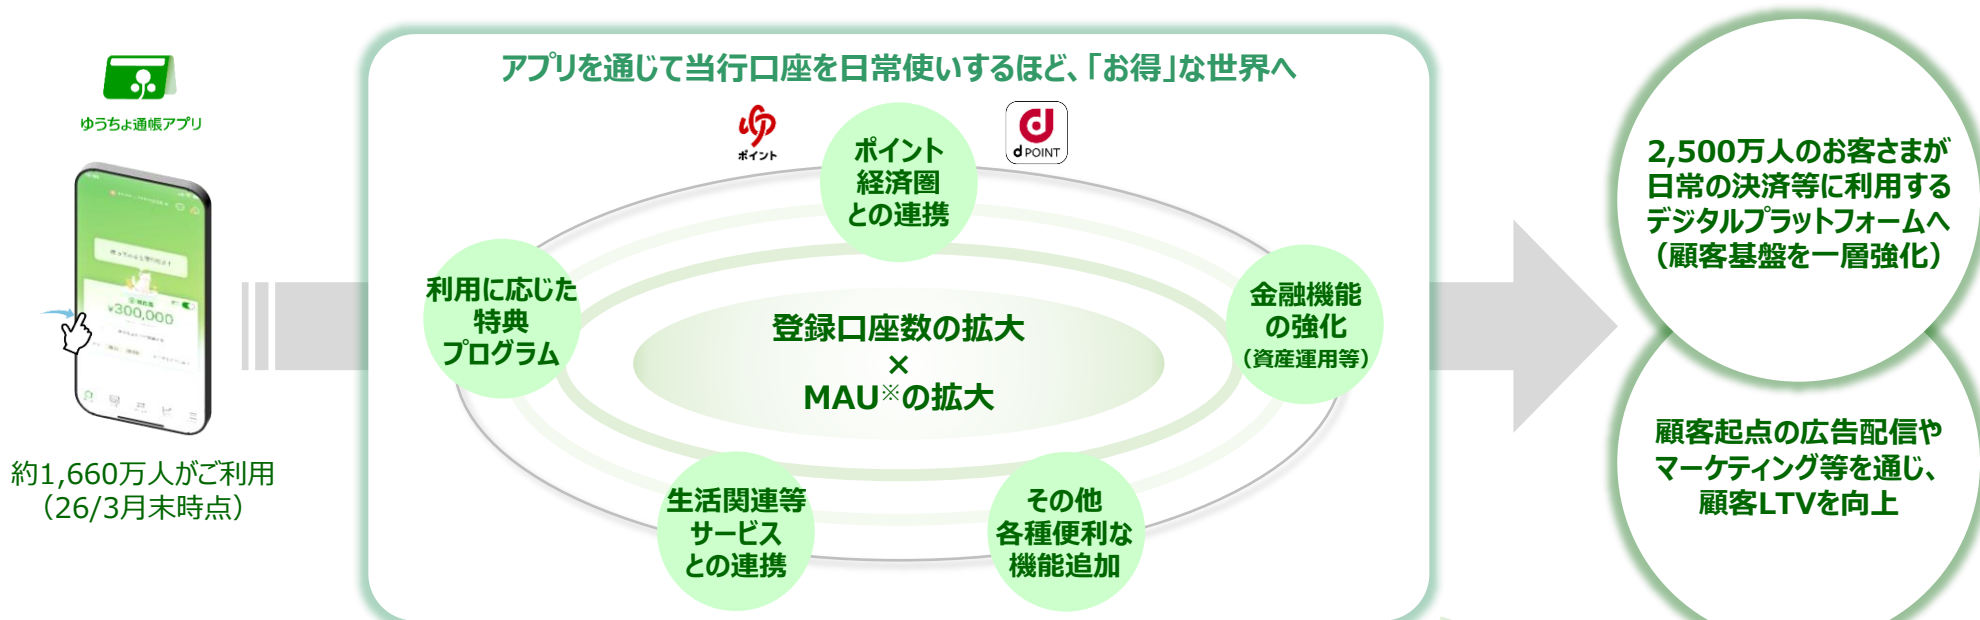 アプリを通じて当行口座を日常使いするほど、「お得」な世界へ
ゆうちょ通帳アプリ
¥300,000
約1,660万人がご利用
（26/3月末時点）
ポイント
d POINT
ポイント
経済圏
との連携
利用に応じた
特典
プログラム
金融機能
の強化
（資産運用等）
登録口座数の拡大
×
MAU※の拡大
生活関連等
サービス
との連携
その他
各種便利な
機能追加
2,500万人のお客さまが
日常の決済等に利用する
デジタルプラットフォームへ
（顧客基盤を一層強化）
顧客起点の広告配信や
マーケティング等を通じ、
顧客LTVを向上